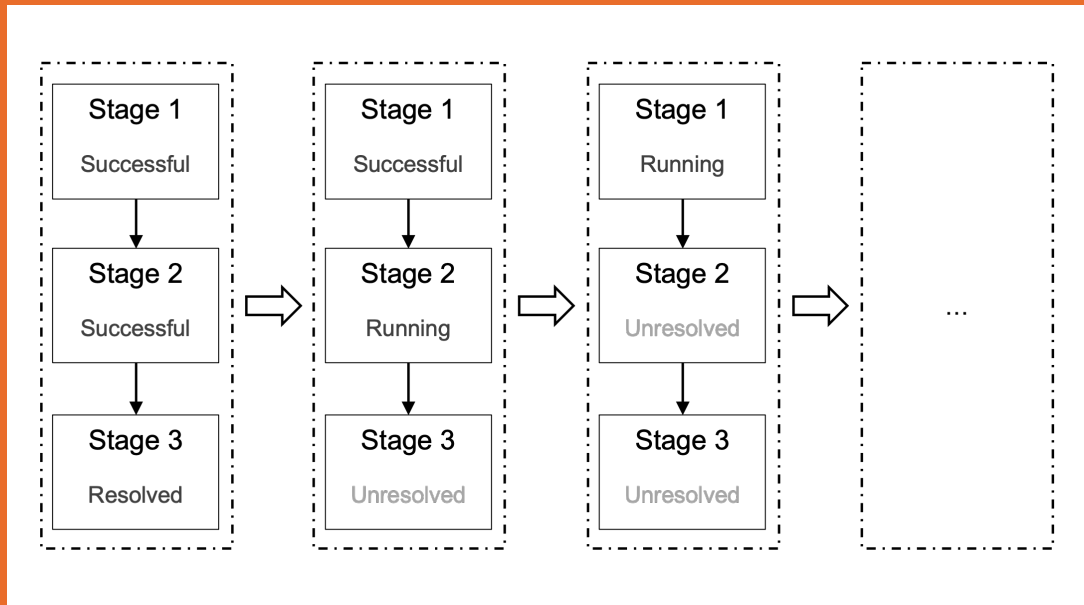 Stage 1
Successful
Stage 2
Successful
Stage 3
Resolved
Stage 1
Successful
Stage 2
Running
Stage 3
Unresolved
Stage 1
Running
Stage 2
Unresolved
Stage 3
Unresolved
...